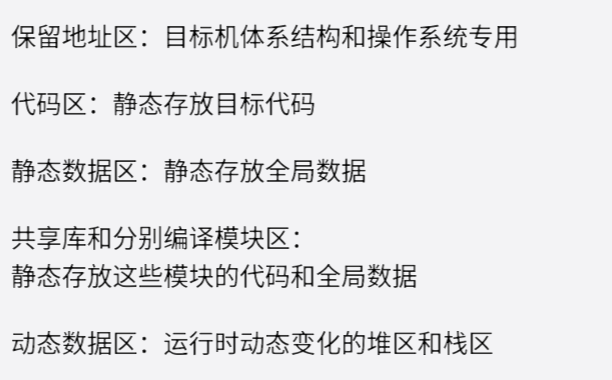 保留地址区：目标机体系结构和操作系统专用
代码区：静态存放目标代码
静态数据区：静态存放全局数据
共享库和分别编译模块区：
静态存放这些模块的代码和全局数据
动态数据区：运行时动态变化的堆区和栈区